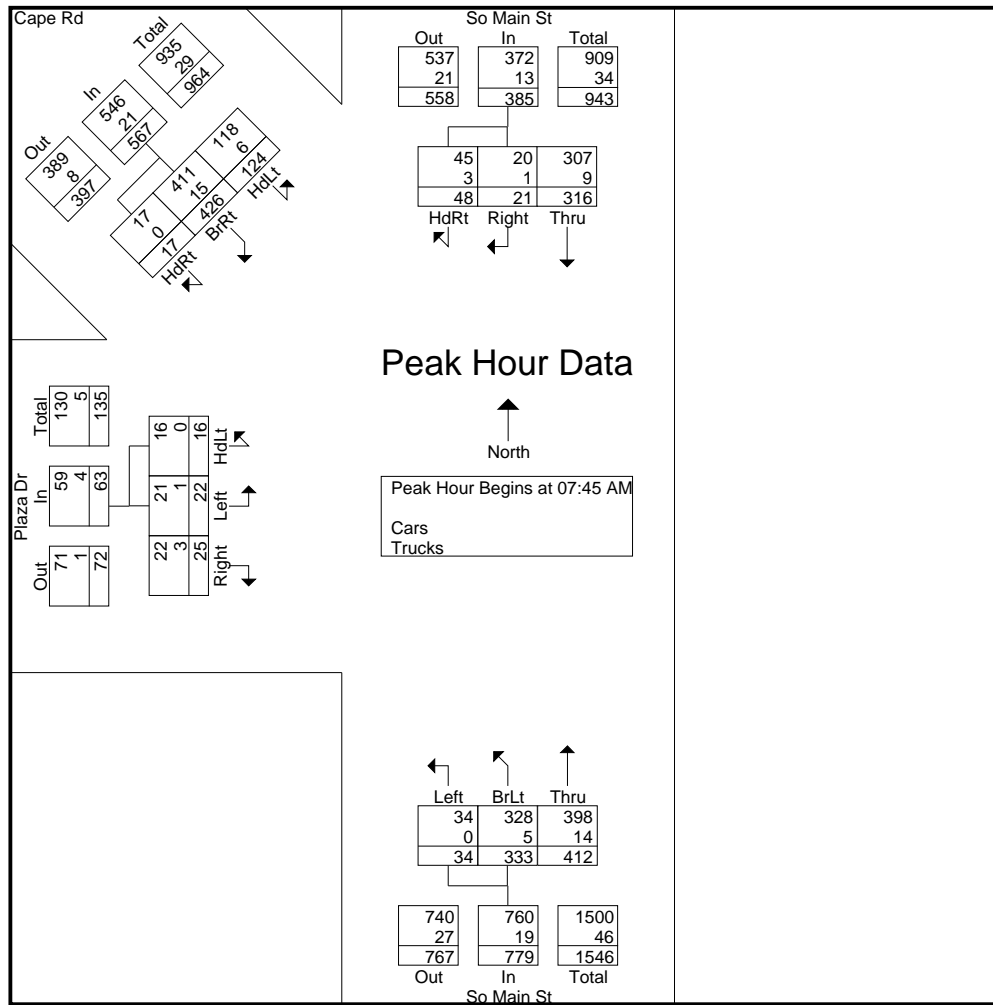 Cape Rd
Total
935
29
964
In
546
21
567
Out
389
8
397
118
6
124
HdLt
411
15
426
BrRt
17
0
17
HdRt
So Main St
Out In Total
537 372 909
21 13 34
558 385 943
45 20 307
3 1 9
48 21 316
HdRt Right Thru
Peak Hour Data
North
Peak Hour Begins at 07:45 AM
Cars
Trucks
Plaza Dr
Total
130
5
135
In
59
4
63
Out
71
1
72
16
0
16
HdLt
21
1
22
Left
22
3
25
Right
Left BrLt Thru
34 328 398
0 5 14
34 333 412
740 760 1500
27 19 46
767 779 1546
Out In Total
So Main St